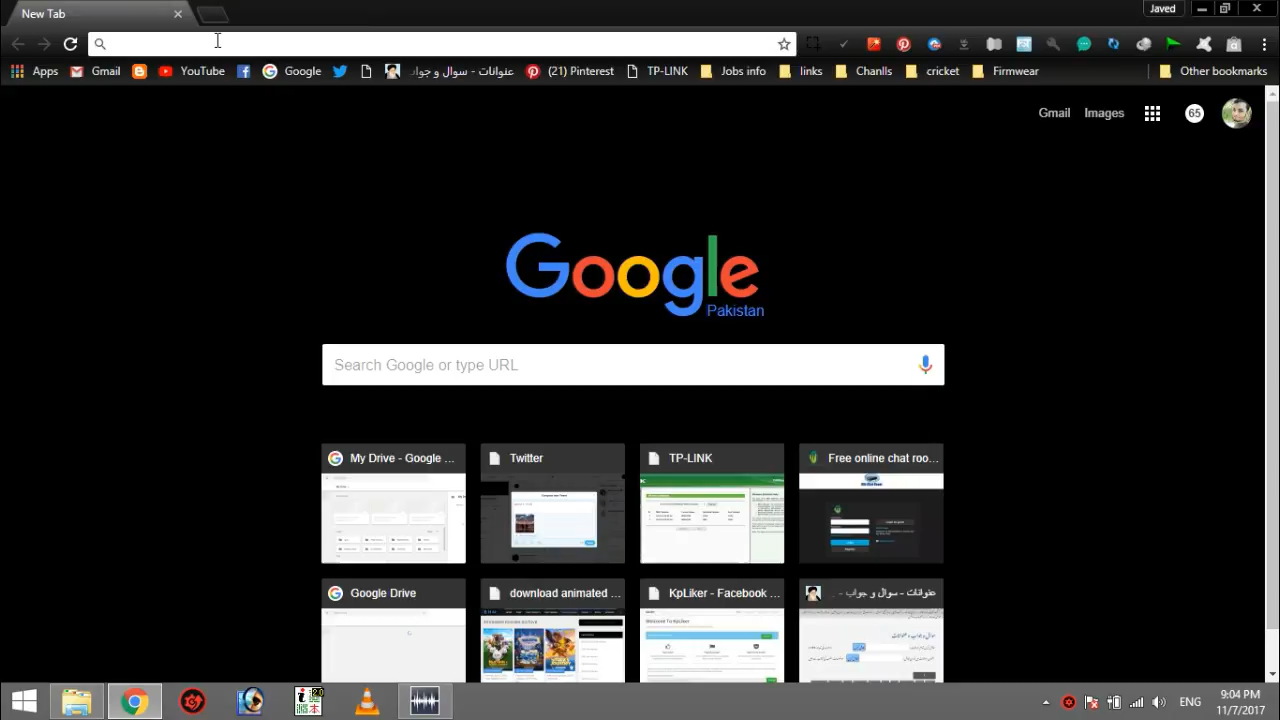 New Tab
Javed
Apps
Gmail
YouTube
Google
عنوانات - سوال و جواب
(21) Pinterest
TP-LINK
Jobs info
links
Chanlls
cricket
Firmwear
Other bookmarks
Gmail
Images
65
Google
Pakistan
Search Google or type URL
My Drive - Google ...
Twitter
TP-LINK
Free online chat roo...
Google Drive
download animated ...
KpLiker - Facebook ...
عنوانات - سوال و جواب - ...
Welcome To KpLiker
ENG
9:04 PM
11/7/2017